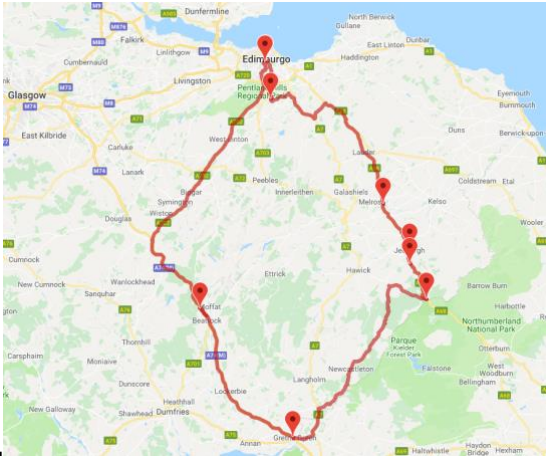 Dunfermline
North Berwick
Gullane
Falkirk
Linlithgow
Edimburgo
East Linton
Dunbar
Cumbernauld
Haddington
Livingston
Glasgow
Pentland Hills
Regional Park
Eyemouth
Burnmouth
East Kilbride
West Linton
Duns
Berwick-upon
Carluke
Lauder
Lanark
Peebles
Innerleithen
Galashiels
Coldstream
Etal
Biggar
Symington
Melrose
Kelso
Wiston
Douglas
Wooler
Jedburgh
Cumnock
Ettrick
Hawick
New Cumnock
Wanlockhead
Sanquhar
Moffat
Beattock
Barrow Burn
Harbottle
Northumberland
National Park
Thornhill
Parque
Kielder
Forest Park
Otterburn
Carsphairn
Moniaive
Newcastleton
Falstone
West
Woodburn
Bellingham
Dunscore
Langholm
Lockerbie
Heathhall
New Galloway
Shawhead
Dumfries
Annan
Gretna Green
Haltwhistle
Haydon
Bridge
Hexham